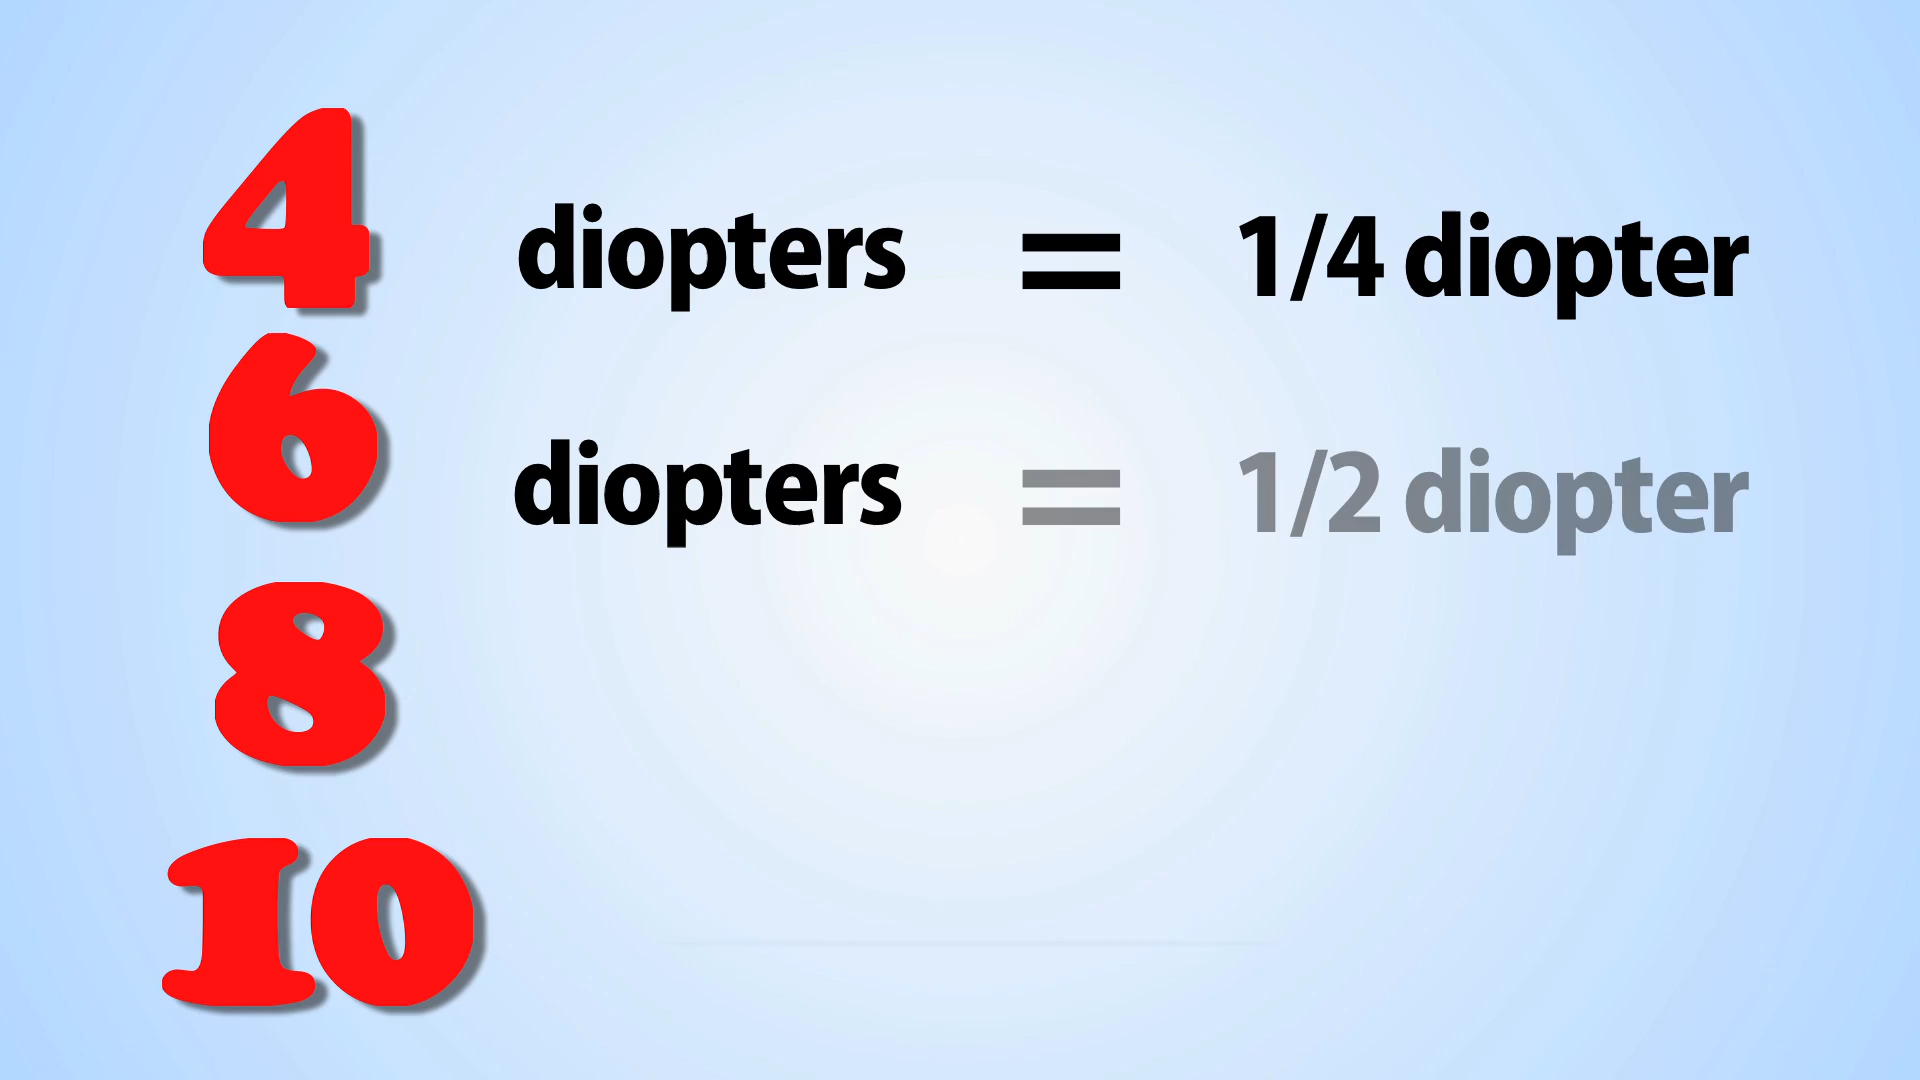 4 diopters = 1/4 diopter
6 diopters = 1/2 diopter
8
10